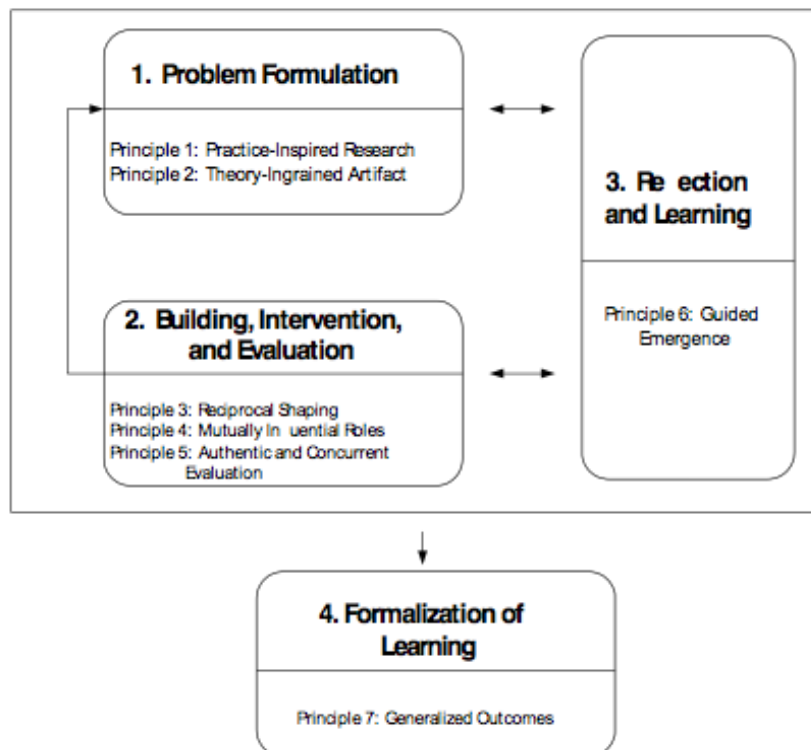 1. Problem Formulation
Principle 1: Practice-Inspired Research
Principle 2: Theory-Ingrained Artifact
2. Building, Intervention,
and Evaluation
Principle 3: Reciprocal Shaping
Principle 4: Mutually In uential Roles
Principle 5: Authentic and Concurrent
Evaluation
3. Re ection
and Learning
Principle 6: Guided
Emergence
4. Formalization of
Learning
Principle 7: Generalized Outcomes